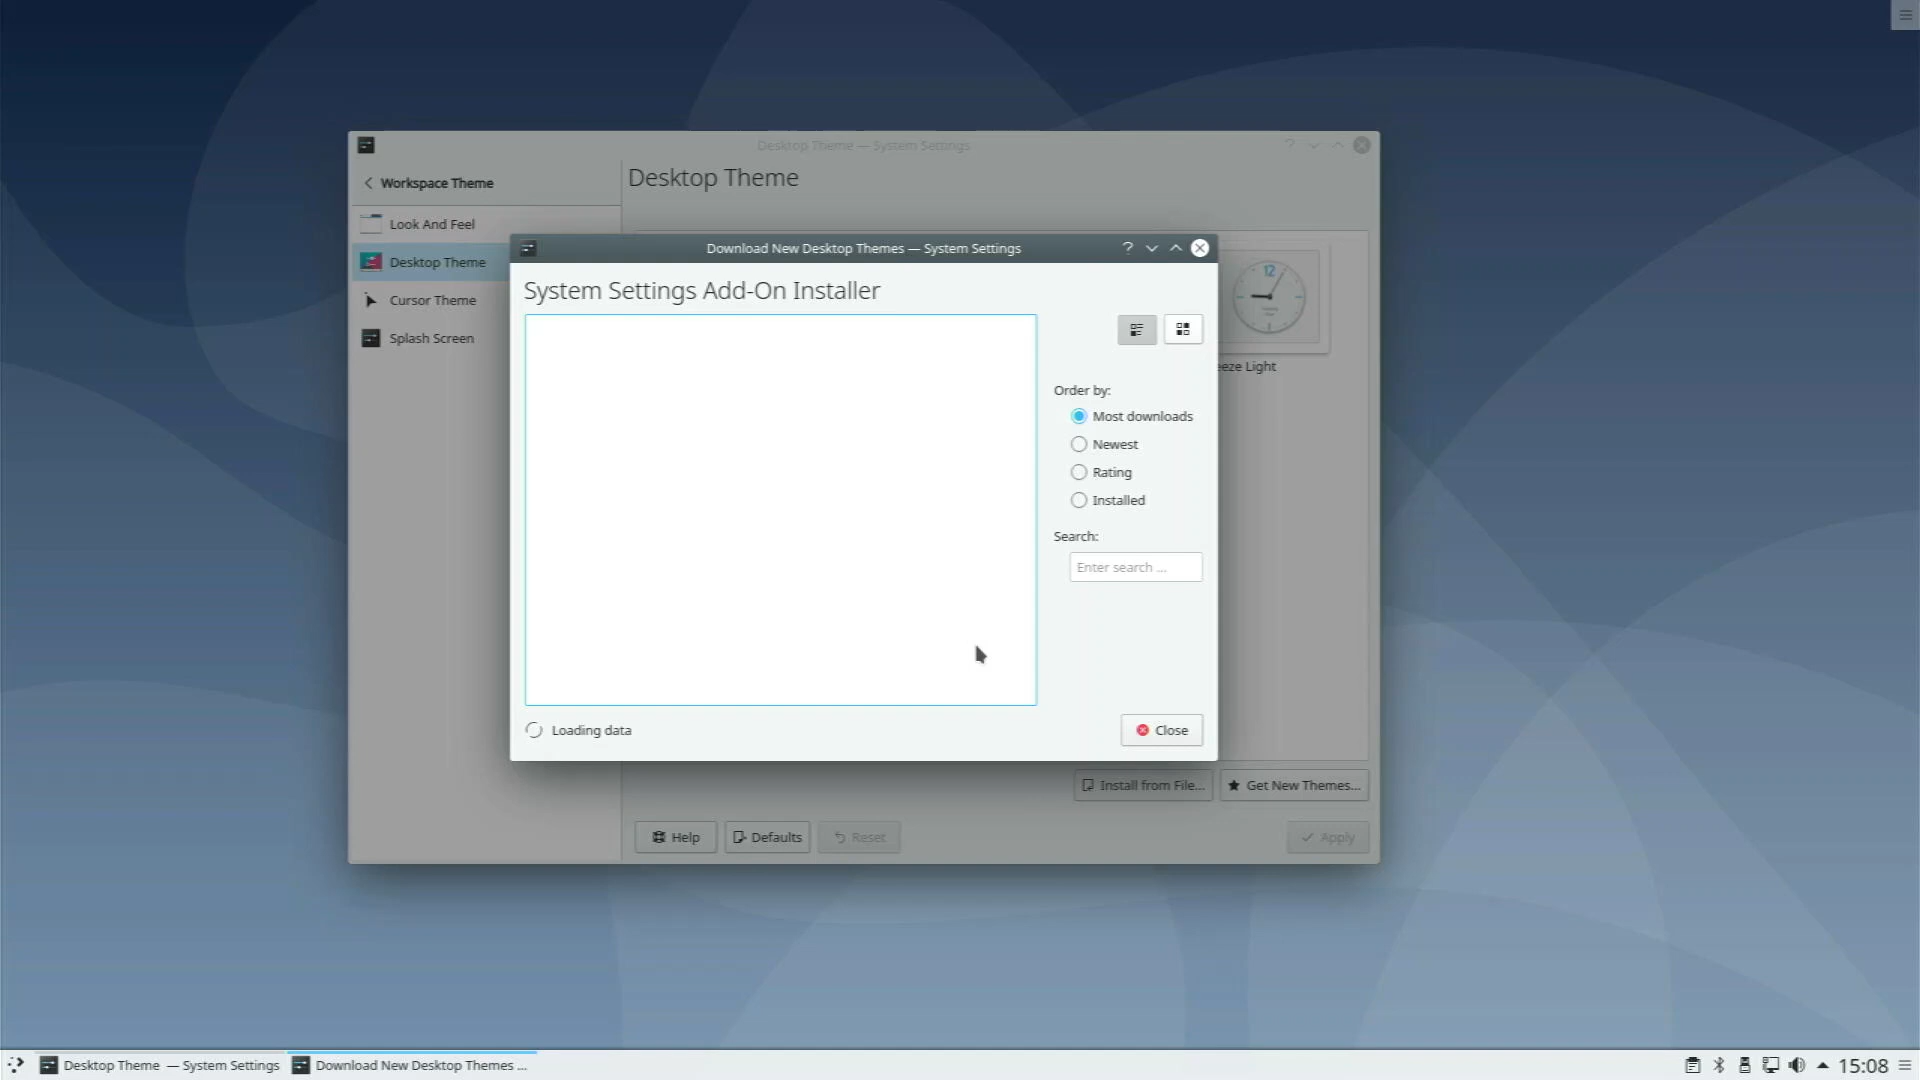 Desktop Theme — System Settings
Workspace Theme
Desktop Theme
Look And Feel
Desktop Theme
Cursor Theme
Splash Screen
Download New Desktop Themes — System Settings
System Settings Add-On Installer
Order by:
Most downloads
Newest
Rating
Installed
Search:
Enter search ...
Loading data
Close
12
eze Light
Install from File...
Get New Themes...
Help
Defaults
Reset
Apply
Desktop Theme — System Settings
Download New Desktop Themes ...
15:08